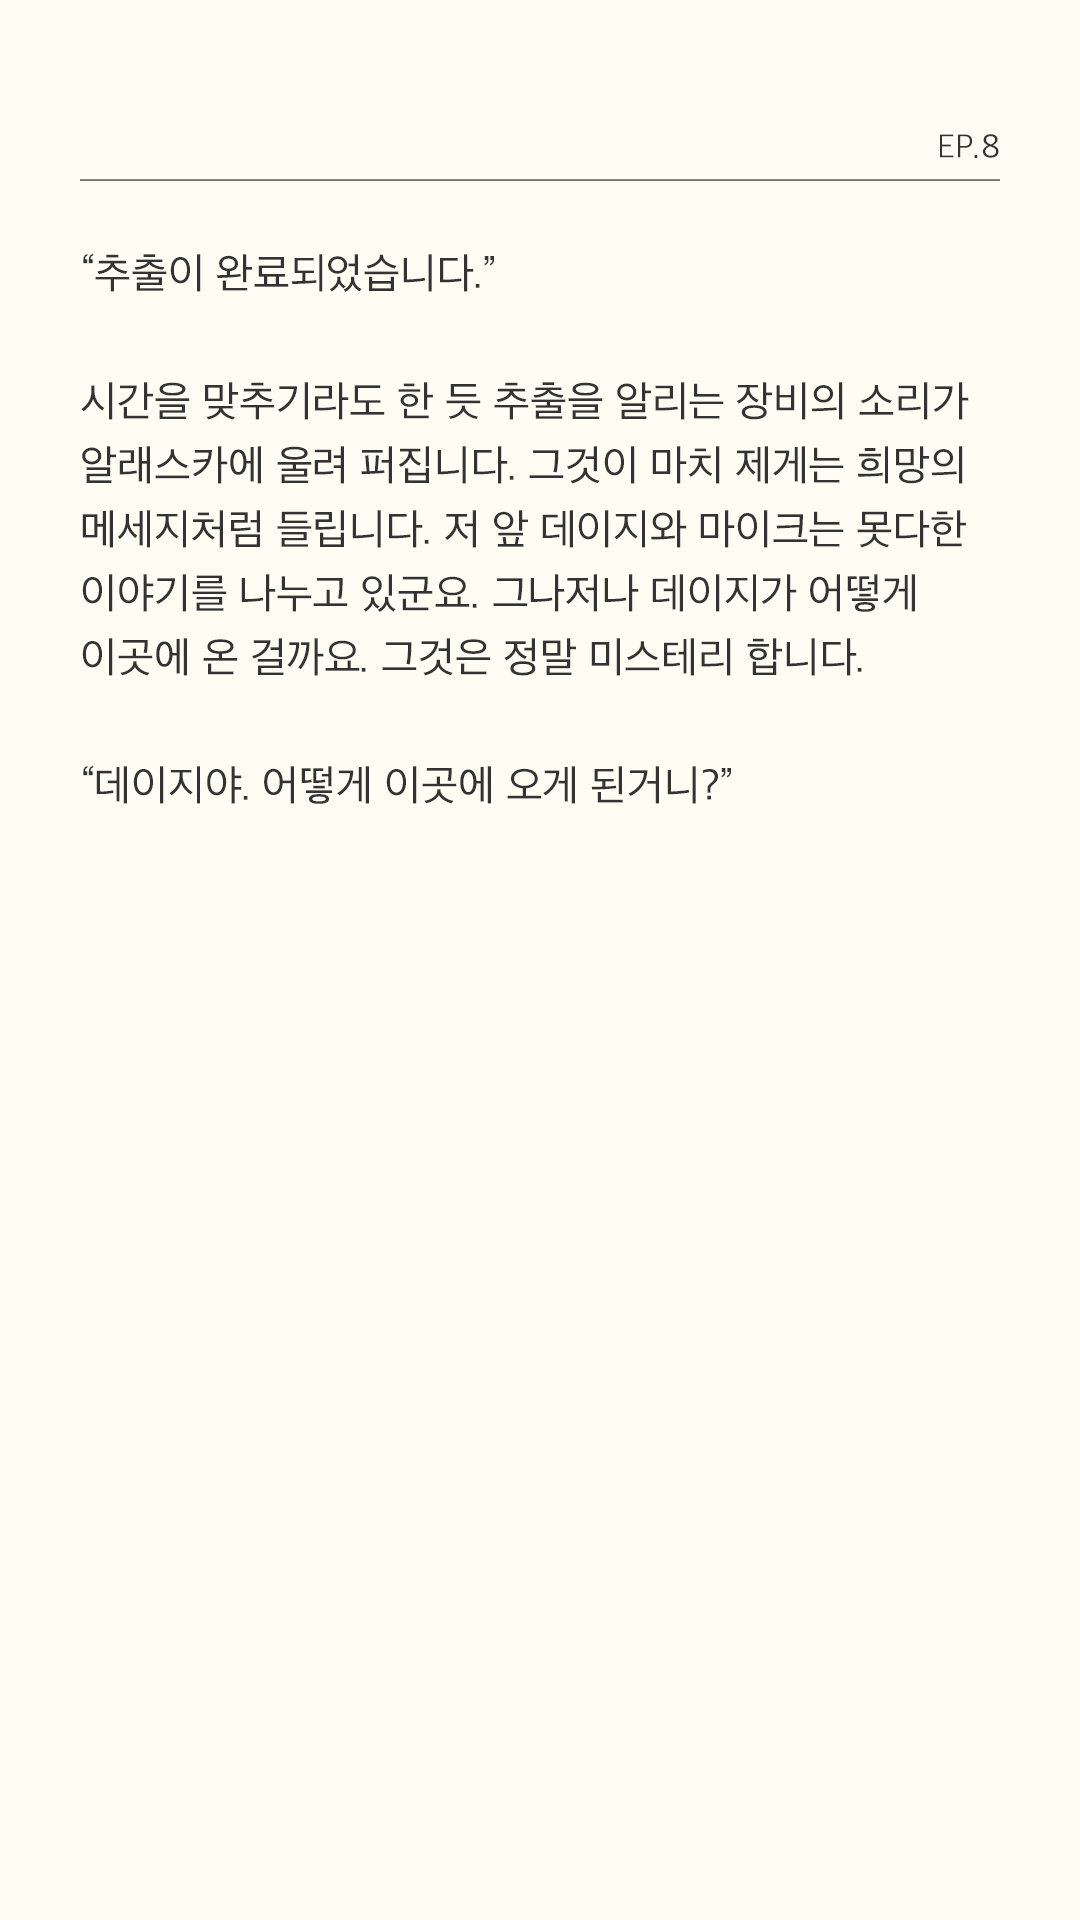 EP.8
“추출이 완료되었습니다.”
시간을 맞추기라도 한 듯 추출을 알리는 장비의 소리가
알래스카에 울려 퍼집니다. 그것이 마치 제게는 희망의
메세지처럼 들립니다. 저 앞 데이지와 마이크는 못다한
이야기를 나누고 있군요. 그나저나 데이지가 어떻게
이곳에 온 걸까요. 그것은 정말 미스테리 합니다.
“데이지야. 어떻게 이곳에 오게 된거니?”